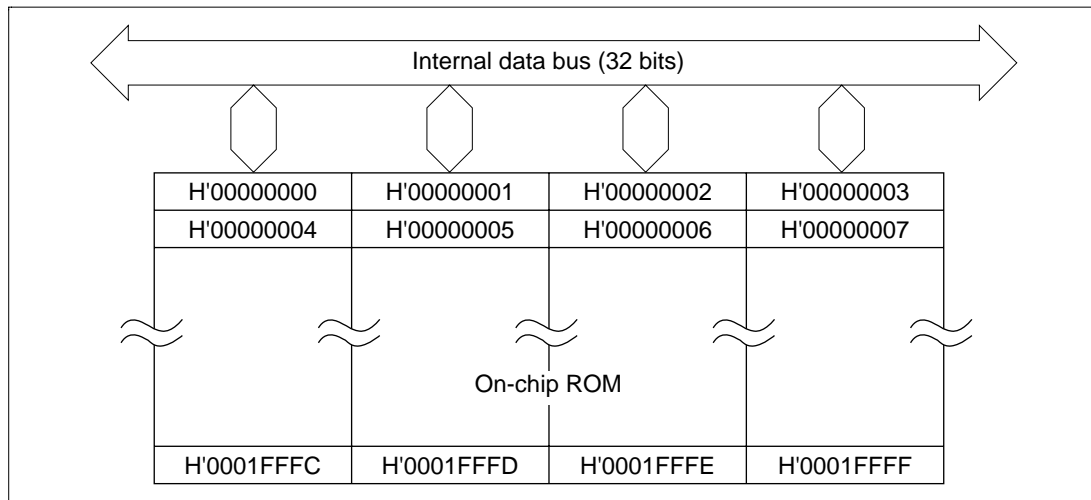 Internal data bus (32 bits)
H'00000000 H'00000001 H'00000002 H'00000003
H'00000004 H'00000005 H'00000006 H'00000007
On-chip ROM
H'0001FFFC H'0001FFFD H'0001FFFE H'0001FFFF